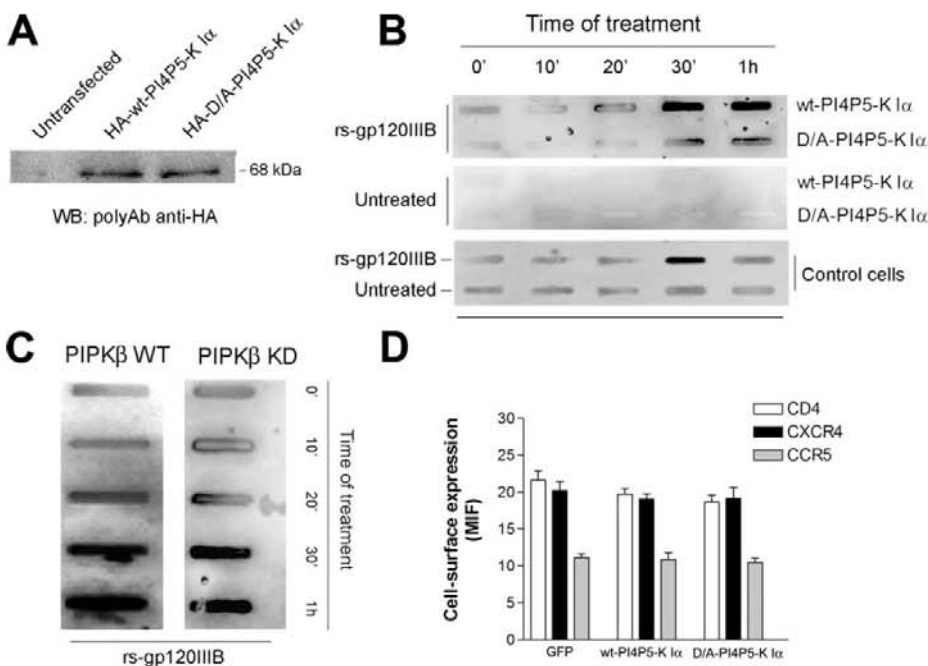 A
Untransfected
HA-wt-PI4P5-K Iα
HA-D/A-PI4P5-K Iα
- 68 kDa
WB: polyAb anti-HA
B
Time of treatment
0' 10' 20' 30' 1h
rs-gp120IIIB
wt-PI4P5-K Iα
D/A-PI4P5-K Iα
Untreated
wt-PI4P5-K Iα
D/A-PI4P5-K Iα
rs-gp120IIIB
Untreated
Control cells
C
PIPKβ WT PIPKβ KD
0'
10'
20'
30'
1h
Time of treatment
rs-gp120IIIB
D
CD4
CXCR4
CCR5
Cell-surface expression
(MIF)
30
25
20
15
10
5
0
GFP wt-PI4P5-K Iα D/A-PI4P5-K Iα